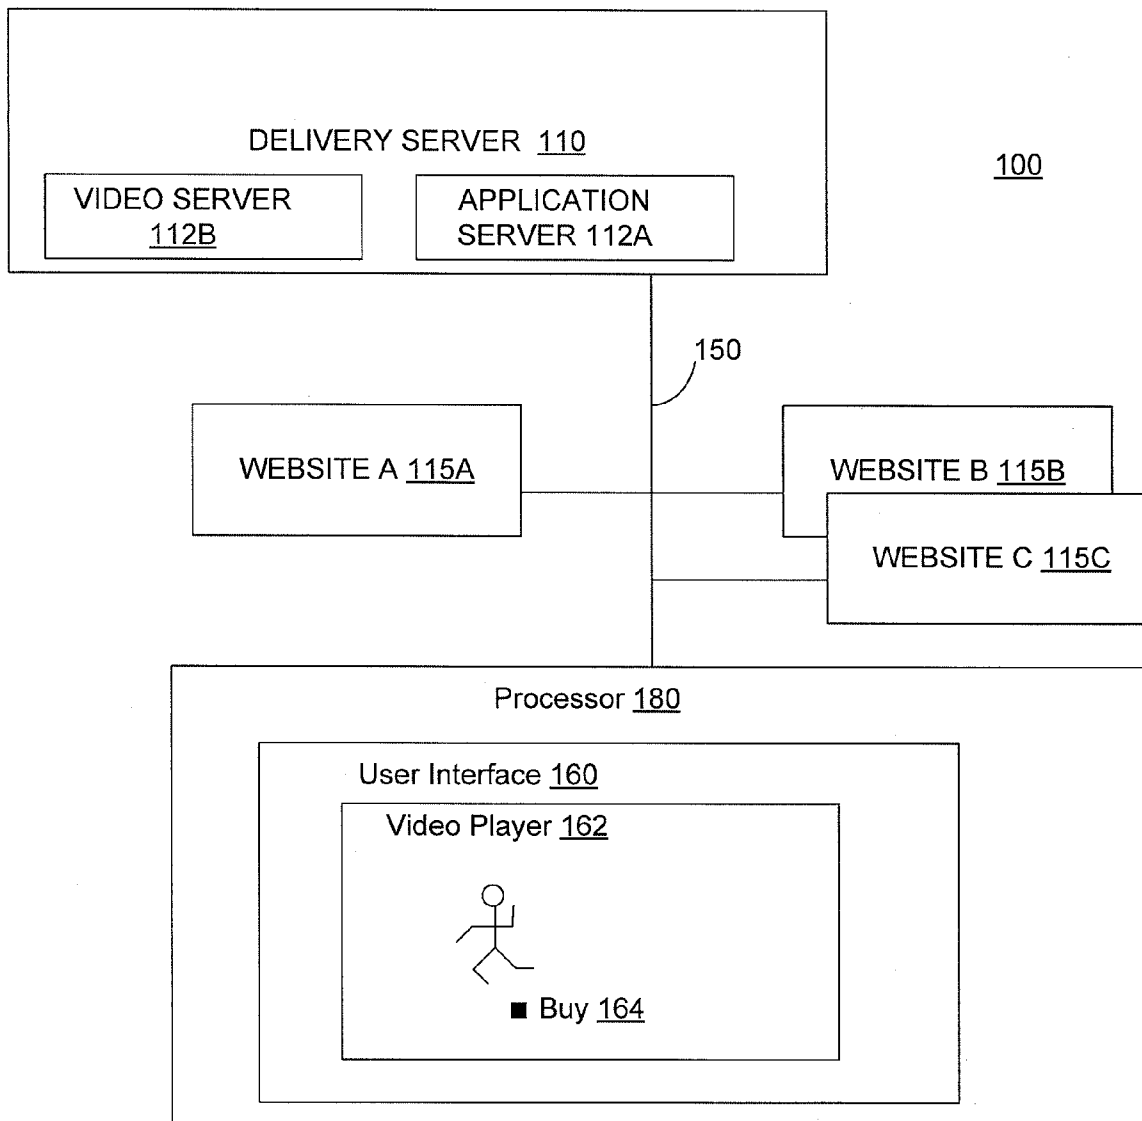 DELIVERY SERVER 110
100
VIDEO SERVER
112B
APPLICATION
SERVER 112A
150
WEBSITE A 115A
WEBSITE B 115B
WEBSITE C 115C
Processor 180
User Interface 160
Video Player 162
Buy 164